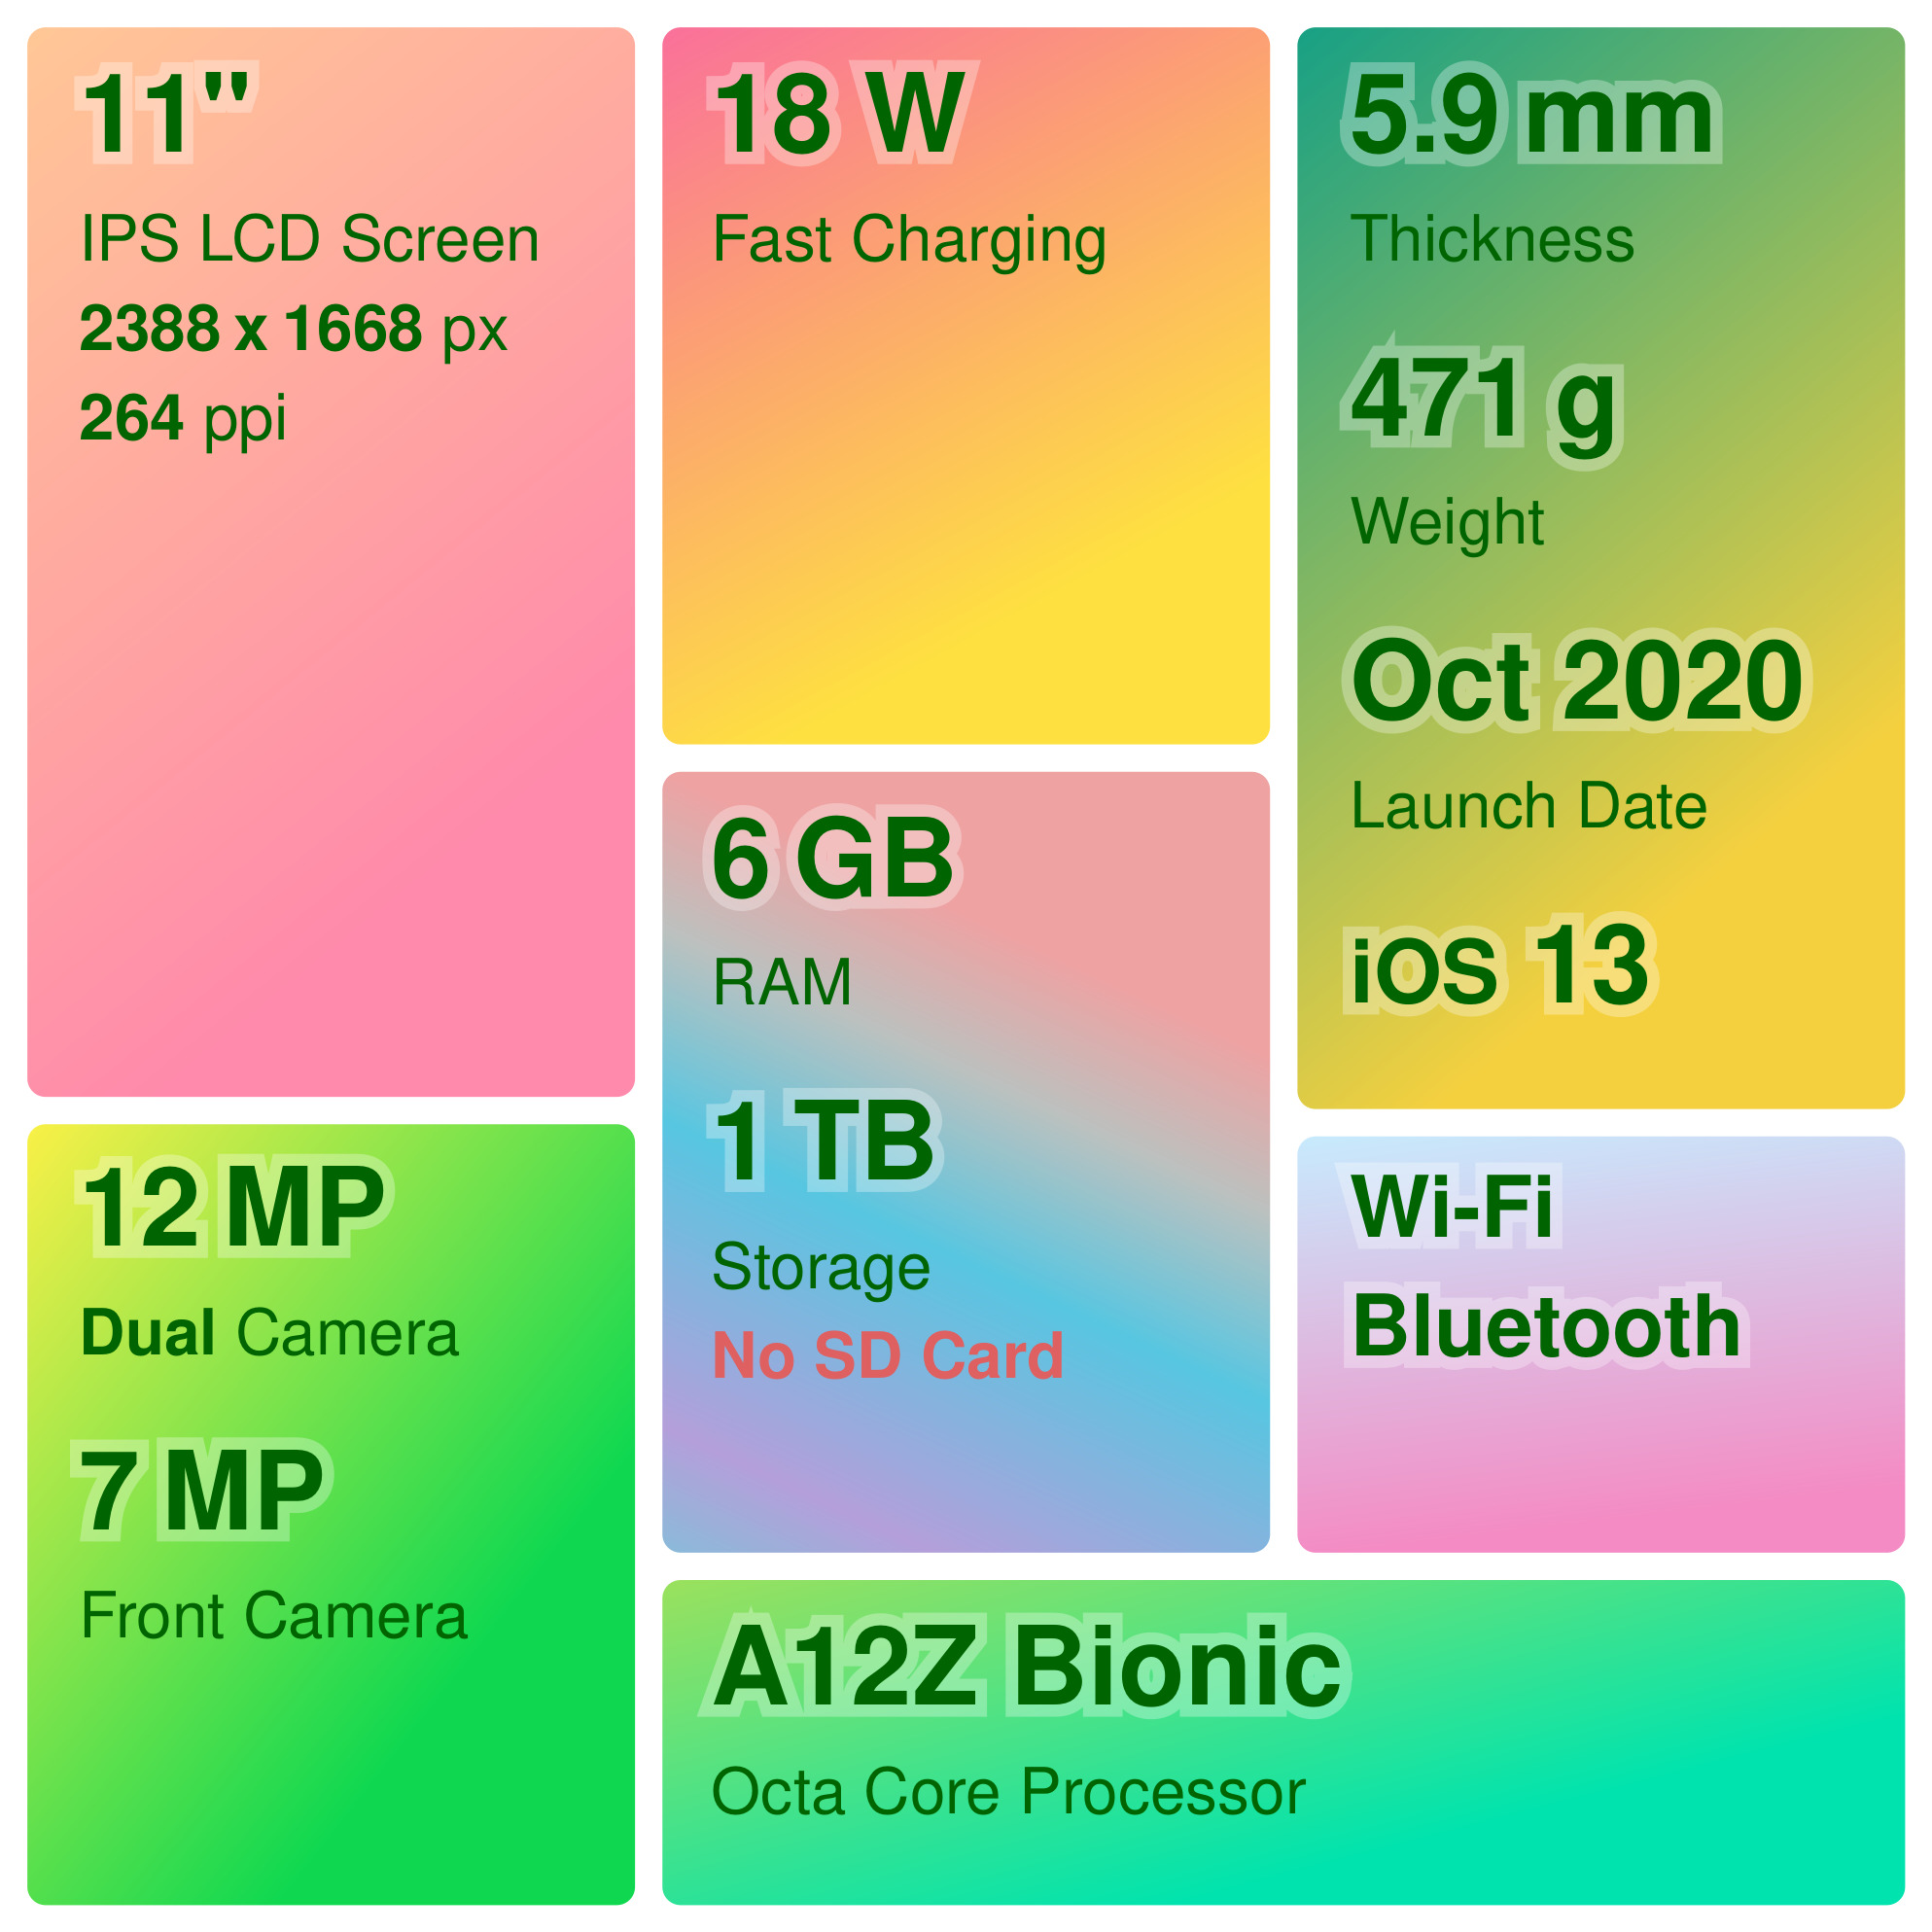 11"
IPS LCD Screen
2388 x 1668 px
264 ppi
18 W
Fast Charging
5.9 mm
Thickness
471 g
Weight
Oct 2020
Launch Date
iOS 13
6 GB
RAM
1 TB
Storage
No SD Card
12 MP
Dual Camera
7 MP
Front Camera
Wi-Fi
Bluetooth
A12Z Bionic
Octa Core Processor